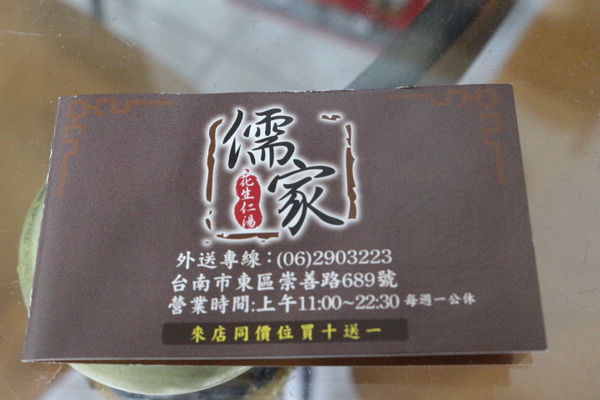 儒家
花生仁湯
外送專線：(06)2903223
台南市東區崇善路689號
營業時間:上午11:00~22:30 每週一公休
來店同價位買十送一